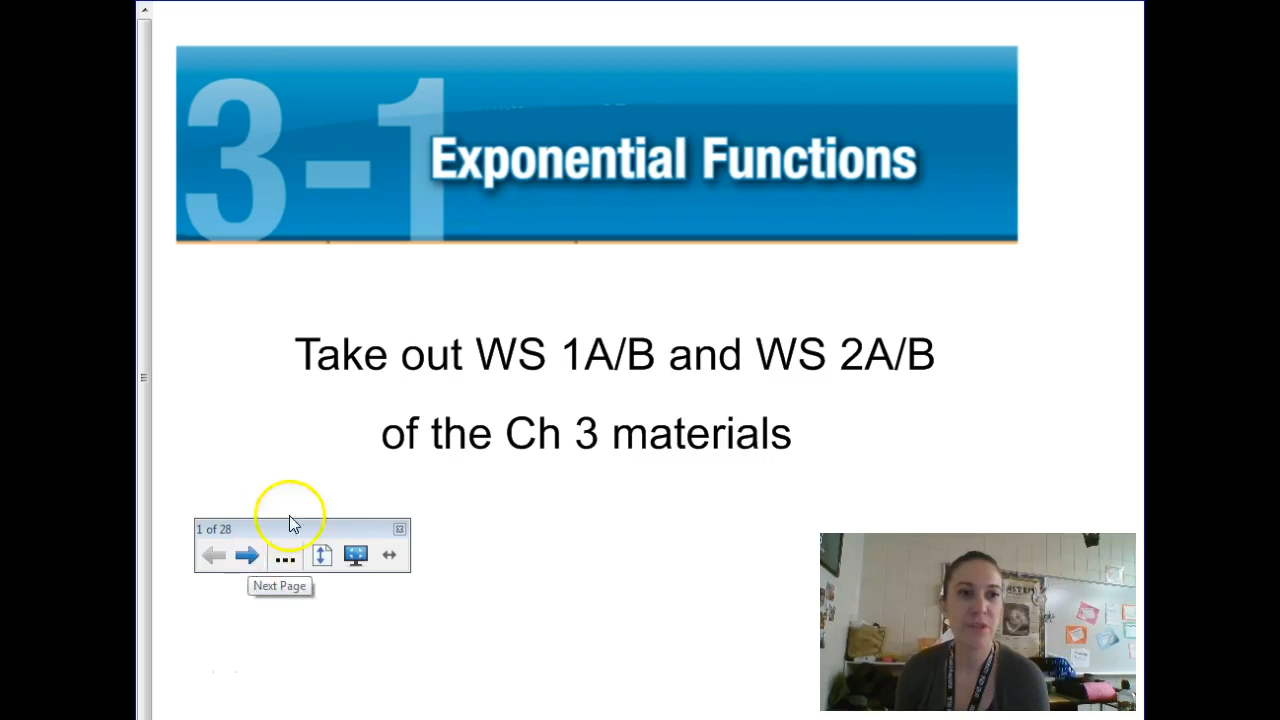 3-1 Exponential Functions
Take out WS 1A/B and WS 2A/B
of the Ch 3 materials
1 of 28
Next Page